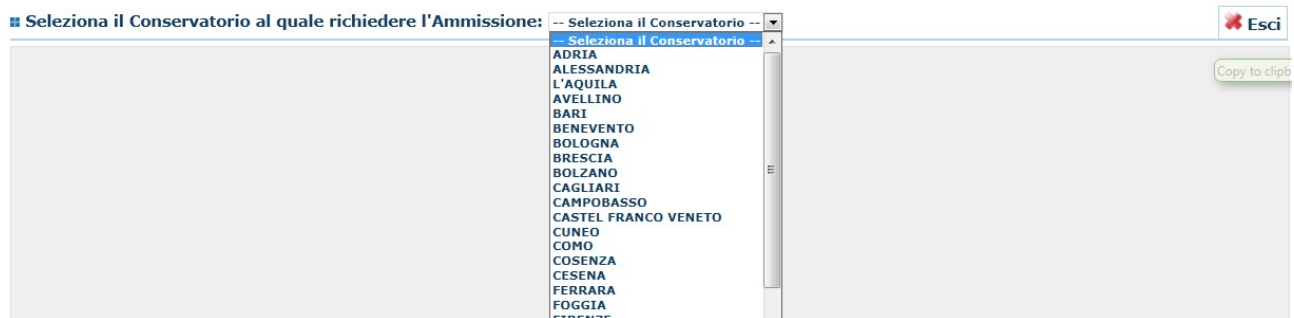 Seleziona il Conservatorio al quale richiedere l'Ammissione: -- Seleziona il Conservatorio -- Esci
-- Seleziona il Conservatorio --
ADRIA
ALESSANDRIA
L'AQUILA
AVELLINO
BARI
BENEVENTO
BOLOGNA
BRESCIA
BOLZANO
CAGLIARI
CAMPOBASSO
CASTEL FRANCO VENETO
CUNEO
COMO
COSENZA
CESENA
FERRARA
FOGGIA
Copy to clipb